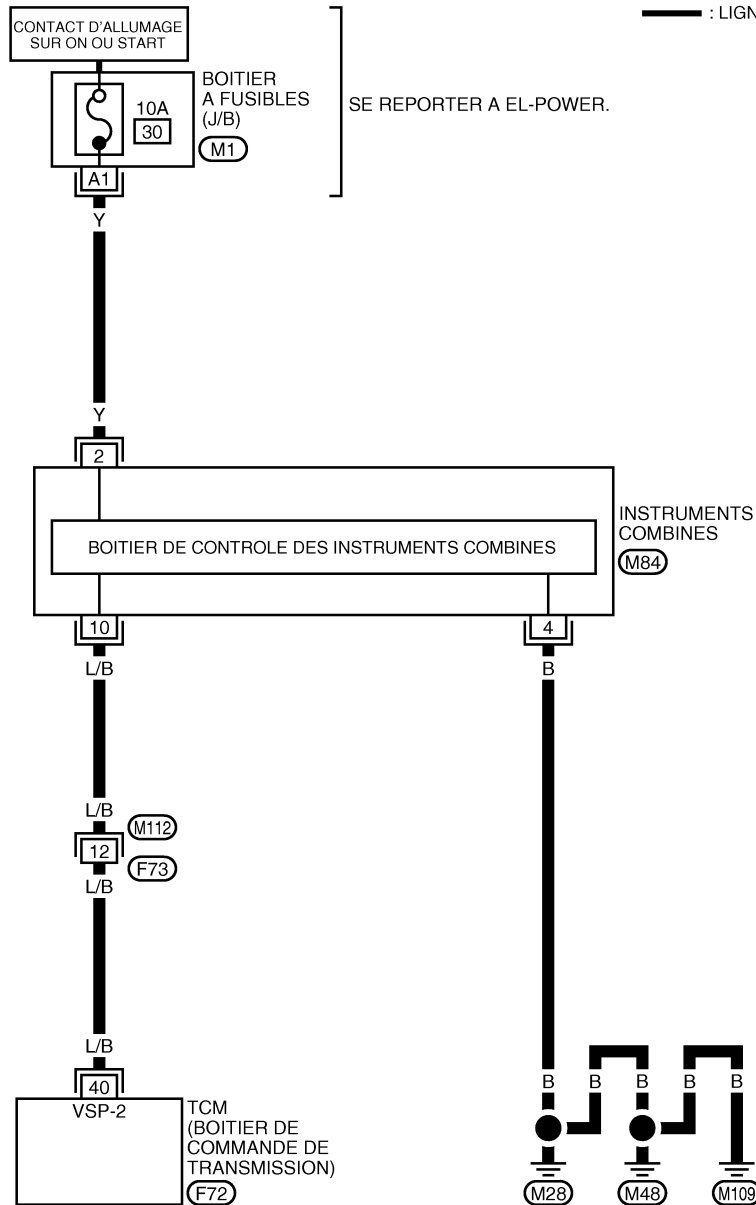 CONTACT D'ALLUMAGE
SUR ON OU START
: LIGN
BOITIER
A FUSIBLES
(J/B)
10A
30
M1
SE REPORTER A EL-POWER.
A1
Y
Y
2
INSTRUMENTS
COMBINES
M84
BOITIER DE CONTROLE DES INSTRUMENTS COMBINES
10
4
L/B
B
L/B
M112
12
F73
L/B
L/B
40
VSP-2
TCM
(BOITIER DE
COMMANDE DE
TRANSMISSION)
F72
B
B
B
B
B
M28
M48
M109